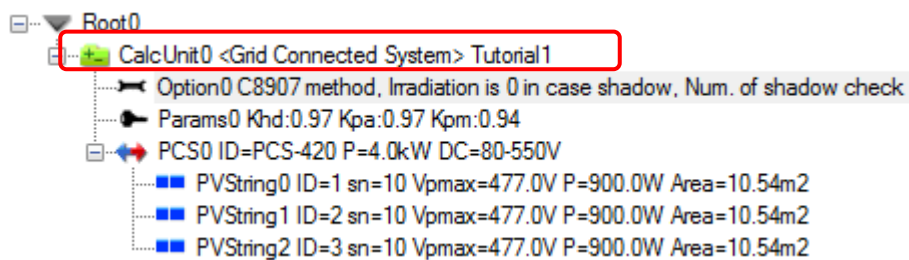 Root0
CalcUnit0 <Grid Connected System> Tutorial1
Option0 C8907 method, Irradiation is 0 in case shadow, Num. of shadow check
Params0 Khd:0.97 Kpa:0.97 Kpm:0.94
PCS0 ID=PCS-420 P=4.0kW DC=80-550V
PVString0 ID=1 sn=10 Vpmax=477.0V P=900.0W Area=10.54m2
PVString1 ID=2 sn=10 Vpmax=477.0V P=900.0W Area=10.54m2
PVString2 ID=3 sn=10 Vpmax=477.0V P=900.0W Area=10.54m2